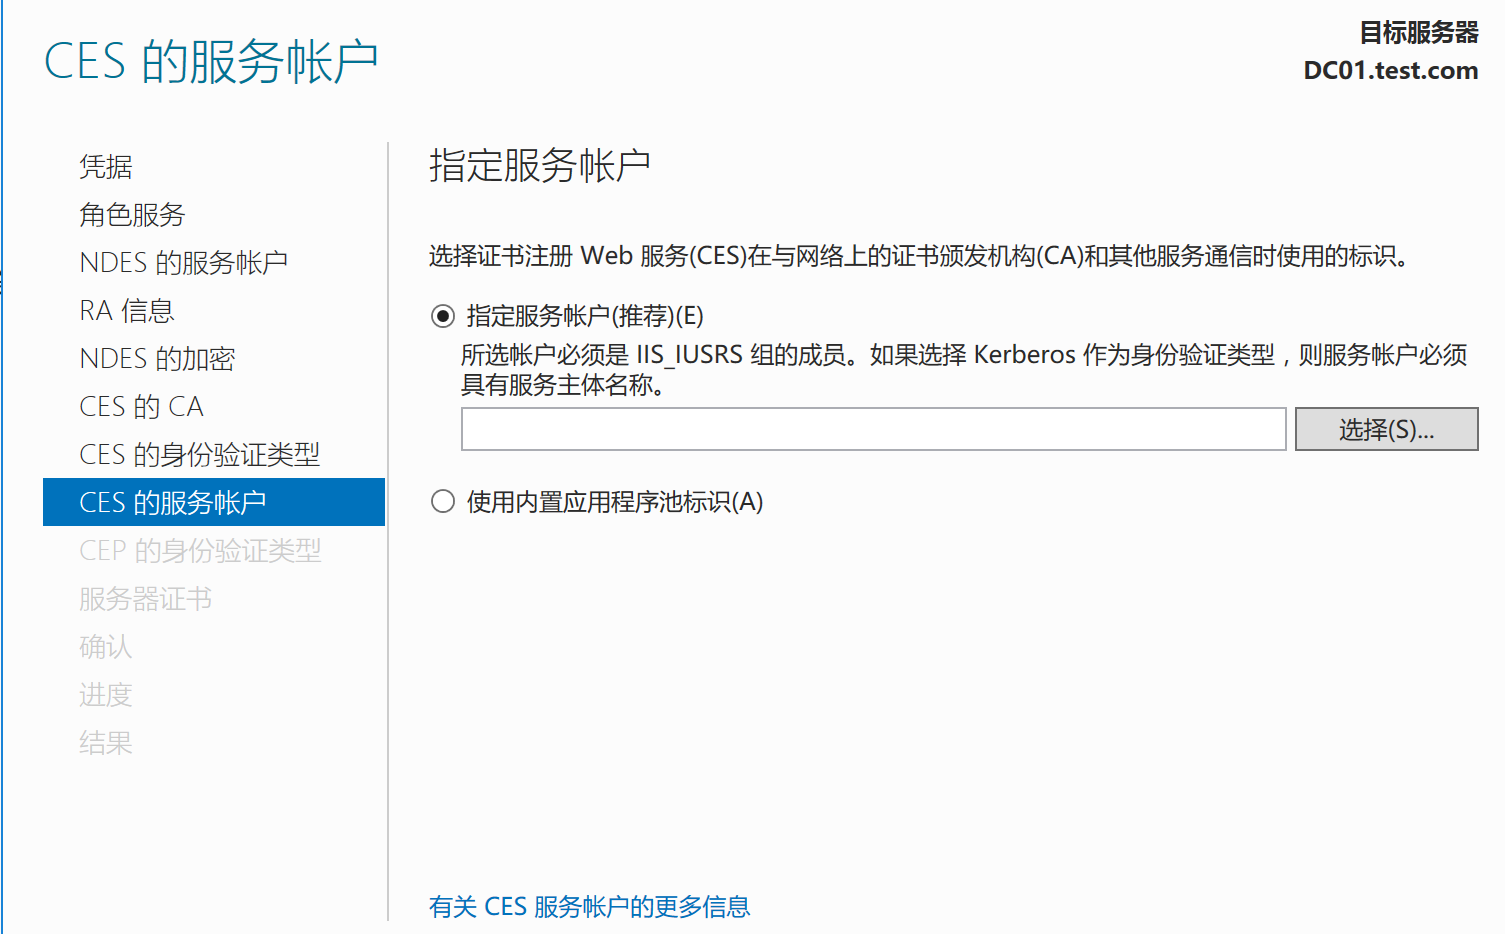 CES 的服务帐户
目标服务器
DC01.test.com
凭据
角色服务
NDES 的服务帐户
RA 信息
NDES 的加密
CES 的 CA
CES 的身份验证类型
CES 的服务帐户
CEP 的身份验证类型
服务器证书
确认
进度
结果
指定服务帐户
选择证书注册 Web 服务(CES)在与网络上的证书颁发机构(CA)和其他服务通信时使用的标识。
指定服务帐户(推荐)(E)
所选帐户必须是 IIS_IUSRS 组的成员。如果选择 Kerberos 作为身份验证类型，则服务帐户必须
具有服务主体名称。
选择(S)...
使用内置应用程序池标识(A)
有关 CES 服务帐户的更多信息